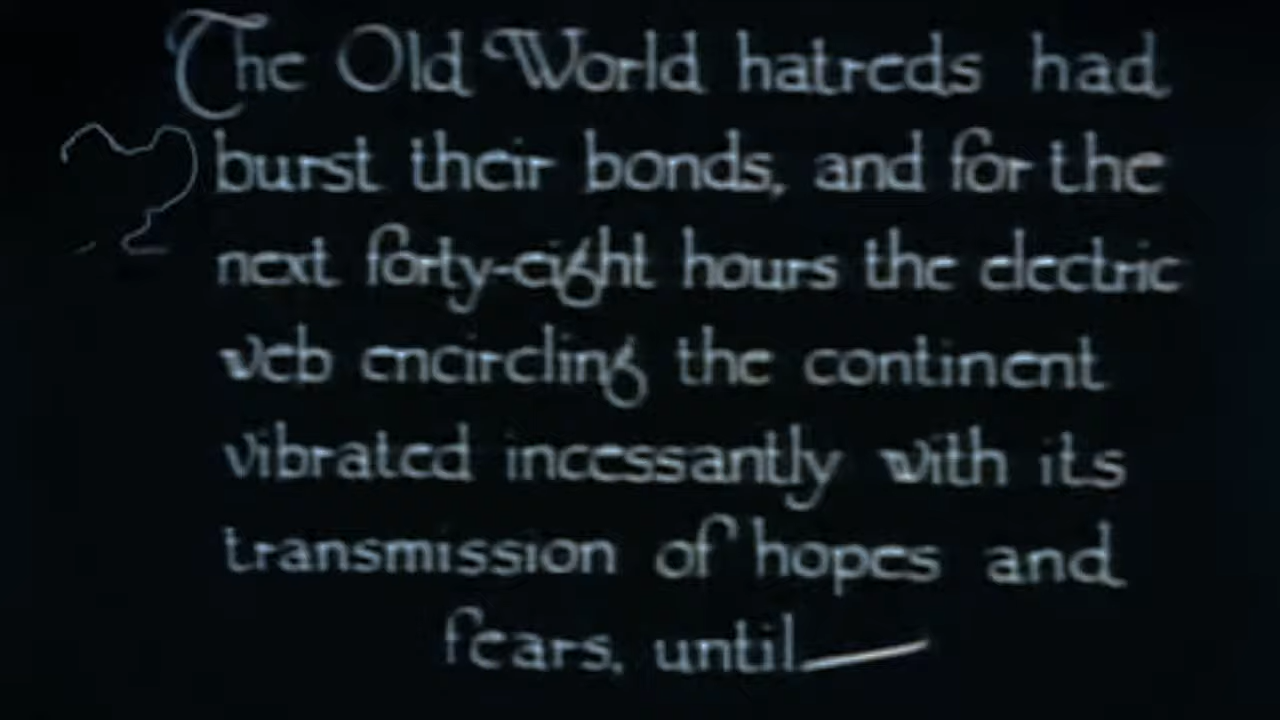 The Old World hatreds had
burst their bonds, and for the
next forty-eight hours the electric
web encircling the continent
vibrated incessantly with its
transmission of hopes and
fears, until—